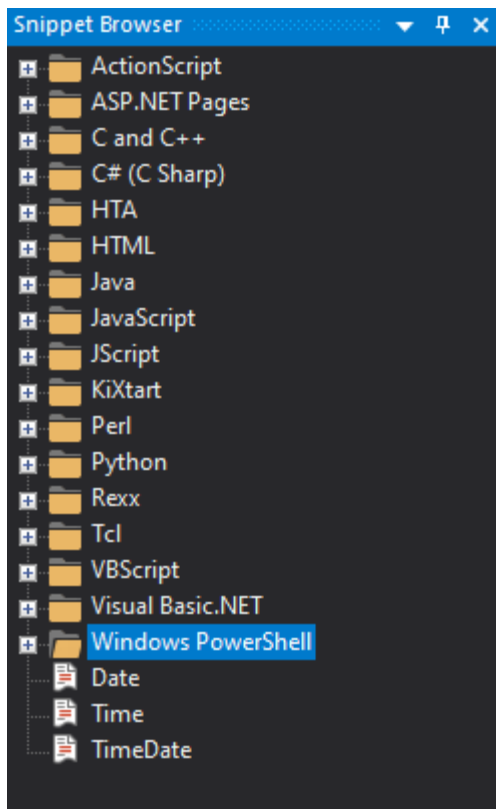 Snippet Browser
ActionScript
ASP.NET Pages
C and C++
C# (C Sharp)
HTA
HTML
Java
JavaScript
JScript
KiXtart
Perl
Python
Rexx
Tcl
VBScript
Visual Basic.NET
Windows PowerShell
Date
Time
TimeDate